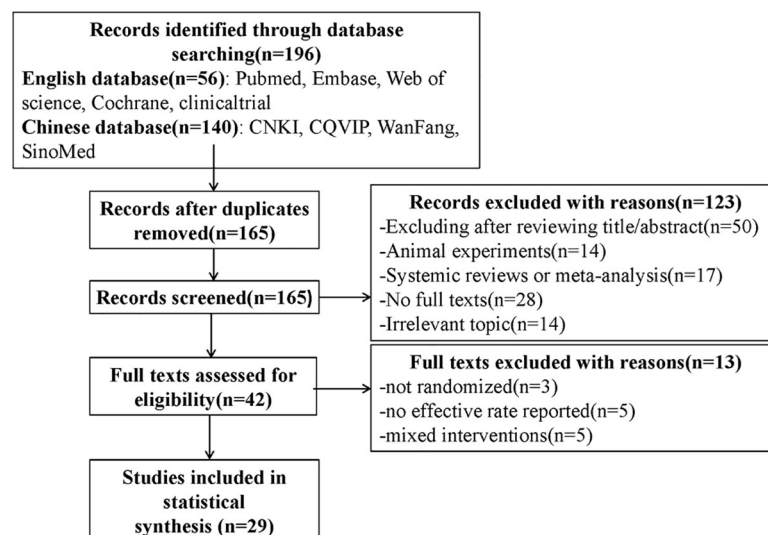 Records identified through database
searching(n=196)
English database(n=56): Pubmed, Embase, Web of
science, Cochrane, clinicaltrial
Chinese database(n=140): CNKI, CQVIP, WanFang,
SinoMed
Records after duplicates
removed(n=165)
Records excluded with reasons(n=123)
-Excluding after reviewing title/abstract(n=50)
-Animal experiments(n=14)
-Systemic reviews or meta-analysis(n=17)
-No full texts(n=28)
-Irrelevant topic(n=14)
Records screened(n=165)
Full texts excluded with reasons(n=13)
-not randomized(n=3)
-no effective rate reported(n=5)
-mixed interventions(n=5)
Full texts assessed for
eligibility(n=42)
Studies included in
statistical
synthesis (n=29)